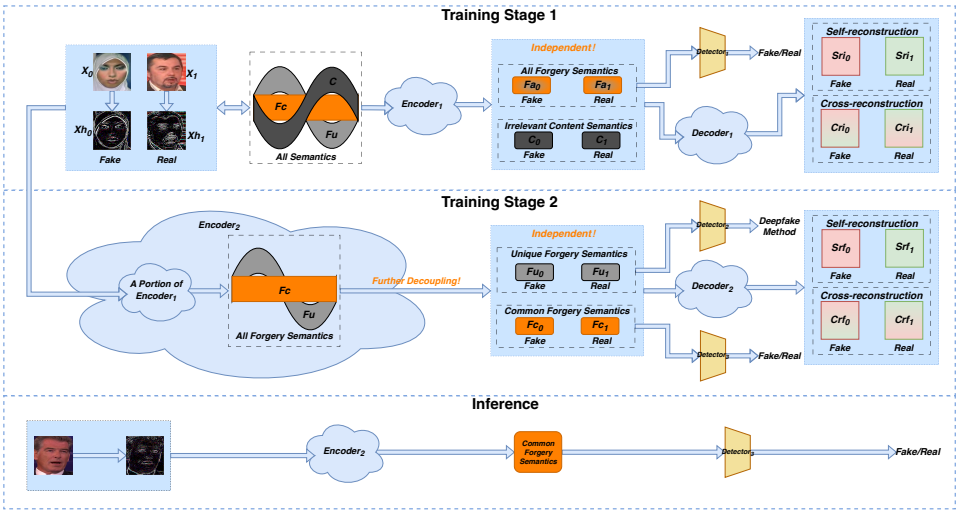 Training Stage 1
X0
X1
Xh0
Xh1
Fake
Real
C
Fc
Fu
All Semantics
Encoder1
Independent!
All Forgery Semantics
Fa0
Fa1
Fake
Real
Irrelevant Content Semantics
C0
C1
Fake
Real
Detector1
Fake/Real
Decoder1
Self-reconstruction
Sri0
Sri1
Fake
Real
Cross-reconstruction
Cri0
Cri1
Fake
Real
Training Stage 2
Encoder2
A Portion of
Encoder1
Fc
Fu
All Forgery Semantics
Further Decoupling!
Independent!
Unique Forgery Semantics
Fu0
Fu1
Fake
Real
Common Forgery Semantics
Fc0
Fc1
Fake
Real
Detector2
Deepfake
Method
Decoder2
Detector3
Fake/Real
Self-reconstruction
Srf0
Srf1
Fake
Real
Cross-reconstruction
Crf0
Crf1
Fake
Real
Inference
Encoder2
Common
Forgery
Semantics
Detector3
Fake/Real